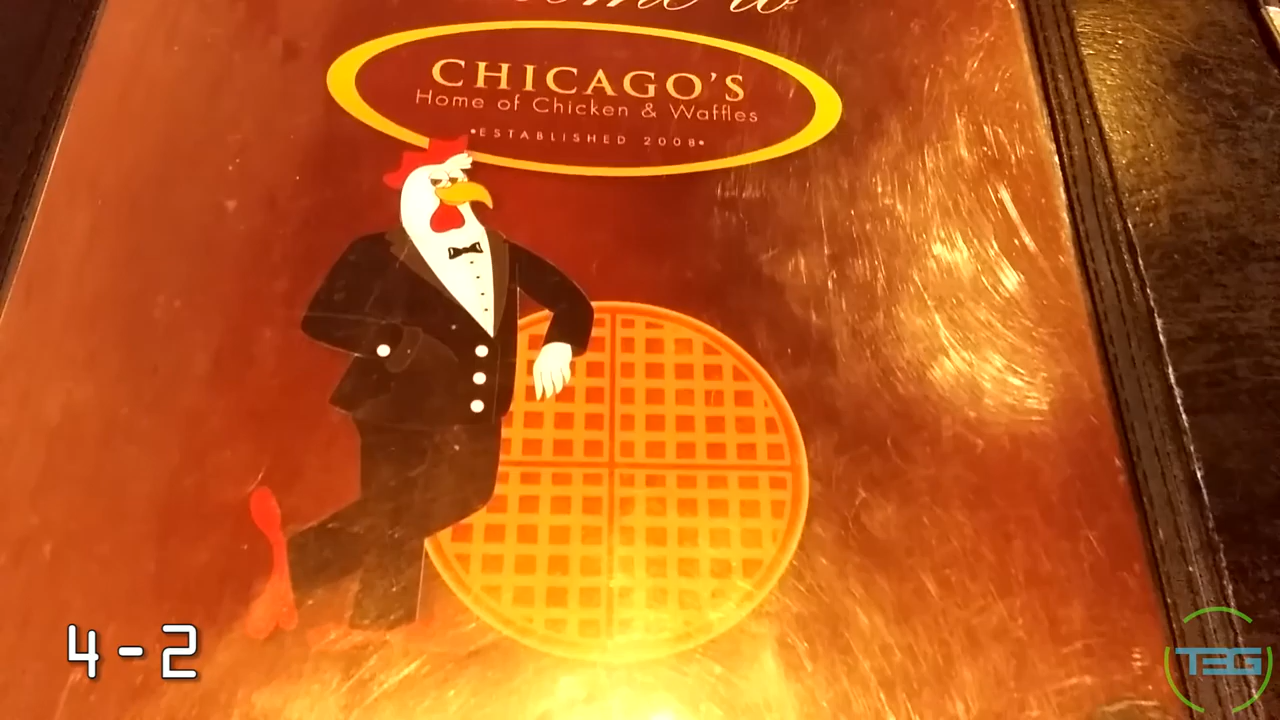 CHICAGO'S
Home of Chicken & Waffles
•ESTABLISHED 2008•
4-2
TEG